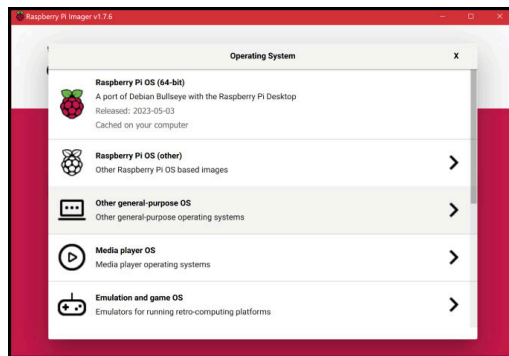 Raspberry Pi Imager v1.7.6
Operating System
X
Raspberry Pi OS (64-bit)
A port of Debian Bullseye with the Raspberry Pi Desktop
Released: 2023-05-03
Cached on your computer
Raspberry Pi OS (other)
Other Raspberry Pi OS based images
Other general-purpose OS
Other general-purpose operating systems
Media player OS
Media player operating systems
Emulation and game OS
Emulators for running retro-computing platforms